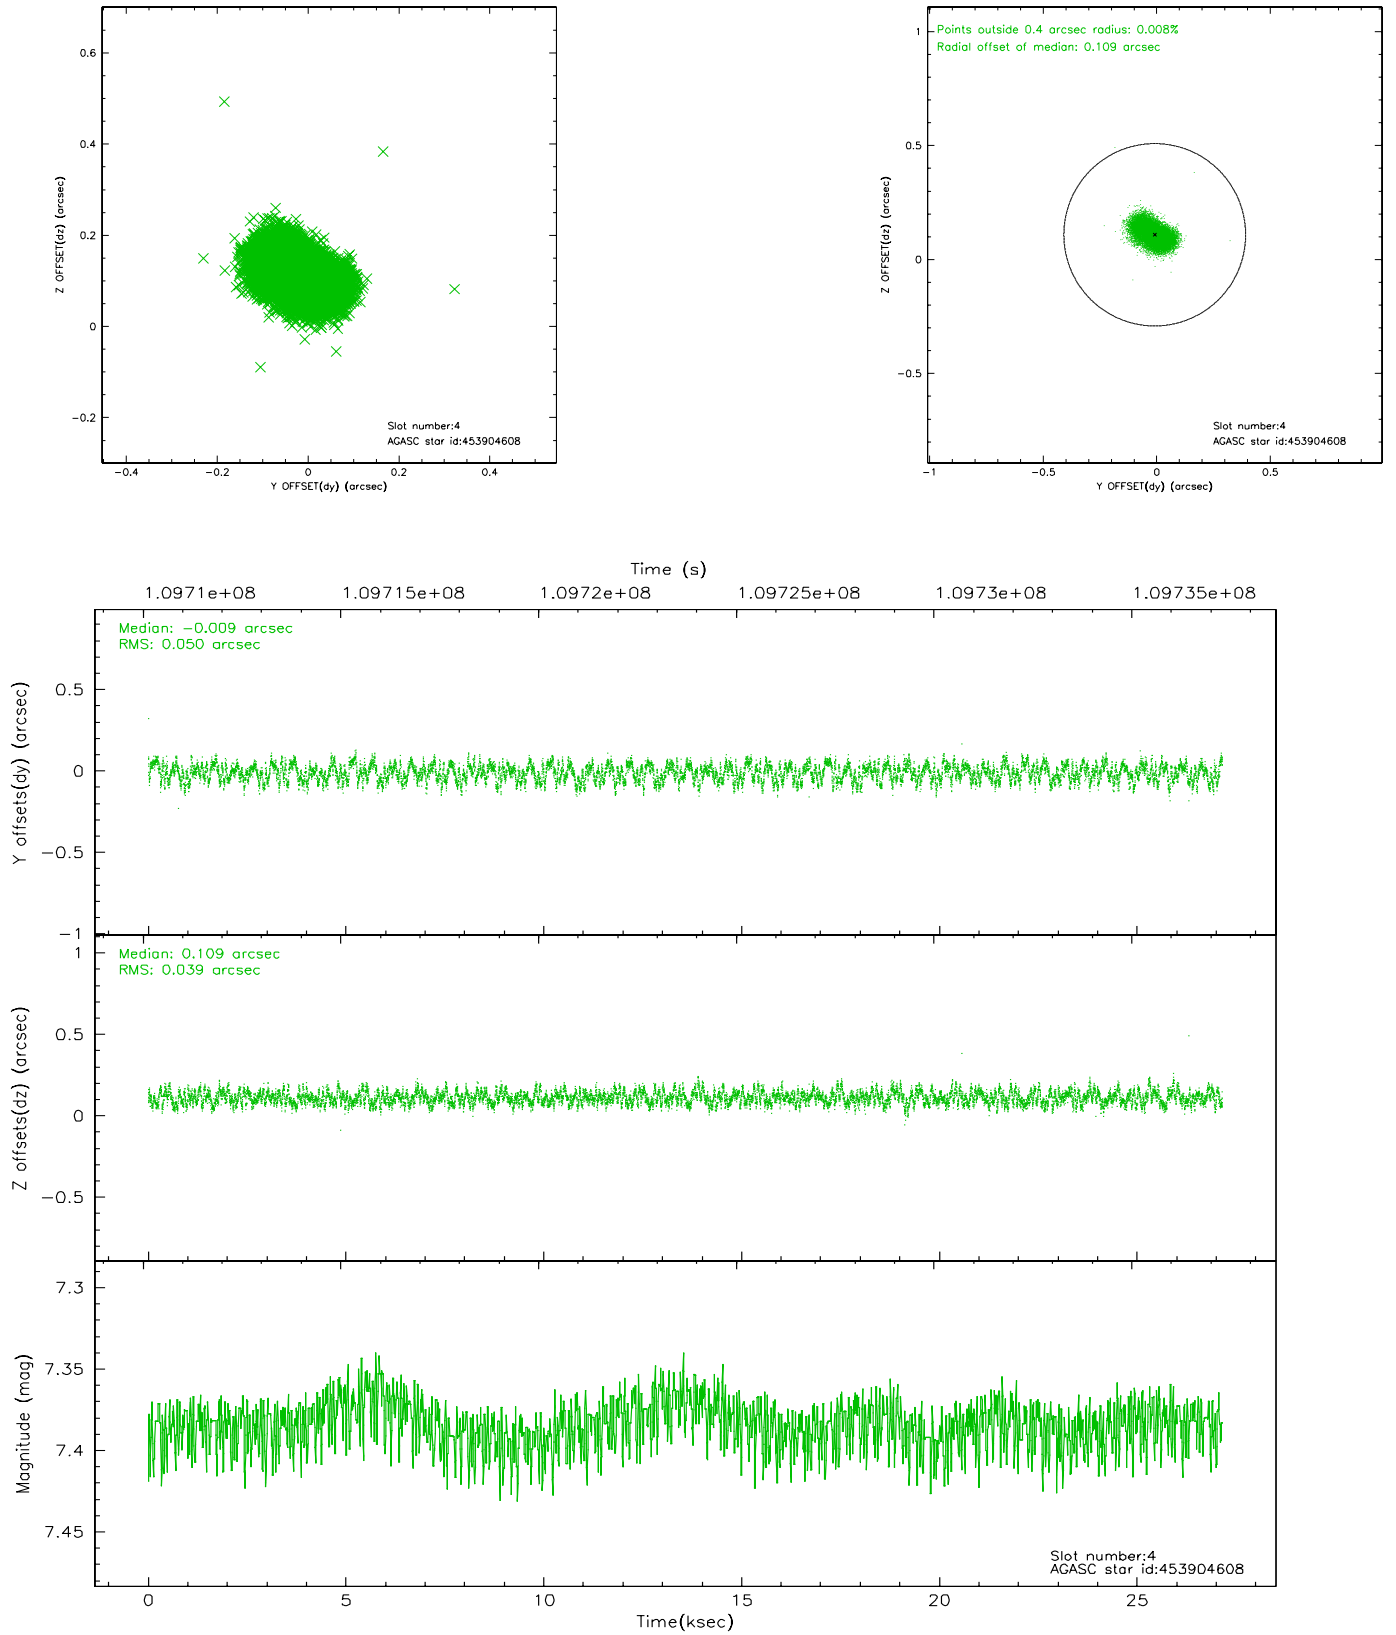 0.6
0.4
0.2
0
−0.2
−0.4
−0.2
0
0.2
0.4
Z OFFSET(dz) (arcsec)
Y OFFSET(dy) (arcsec)
Slot number:4
AGASC star id:453904608
Points outside 0.4 arcsec radius: 0.008%
Radial offset of median: 0.109 arcsec
1
0.5
0
−0.5
−1
−0.5
0
0.5
Z OFFSET(dz) (arcsec)
Y OFFSET(dy) (arcsec)
Slot number:4
AGASC star id:453904608
Time (s)
1.0971e+08
1.09715e+08
1.0972e+08
1.09725e+08
1.0973e+08
1.09735e+08
Median: −0.009 arcsec
RMS: 0.050 arcsec
0.5
0
−0.5
−1
Y offsets(dy) (arcsec)
Median: 0.109 arcsec
RMS: 0.039 arcsec
1
0.5
0
−0.5
Z offsets(dz) (arcsec)
7.3
7.35
7.4
7.45
Magnitude (mag)
Slot number:4
AGASC star id:453904608
0
5
10
15
20
25
Time(ksec)